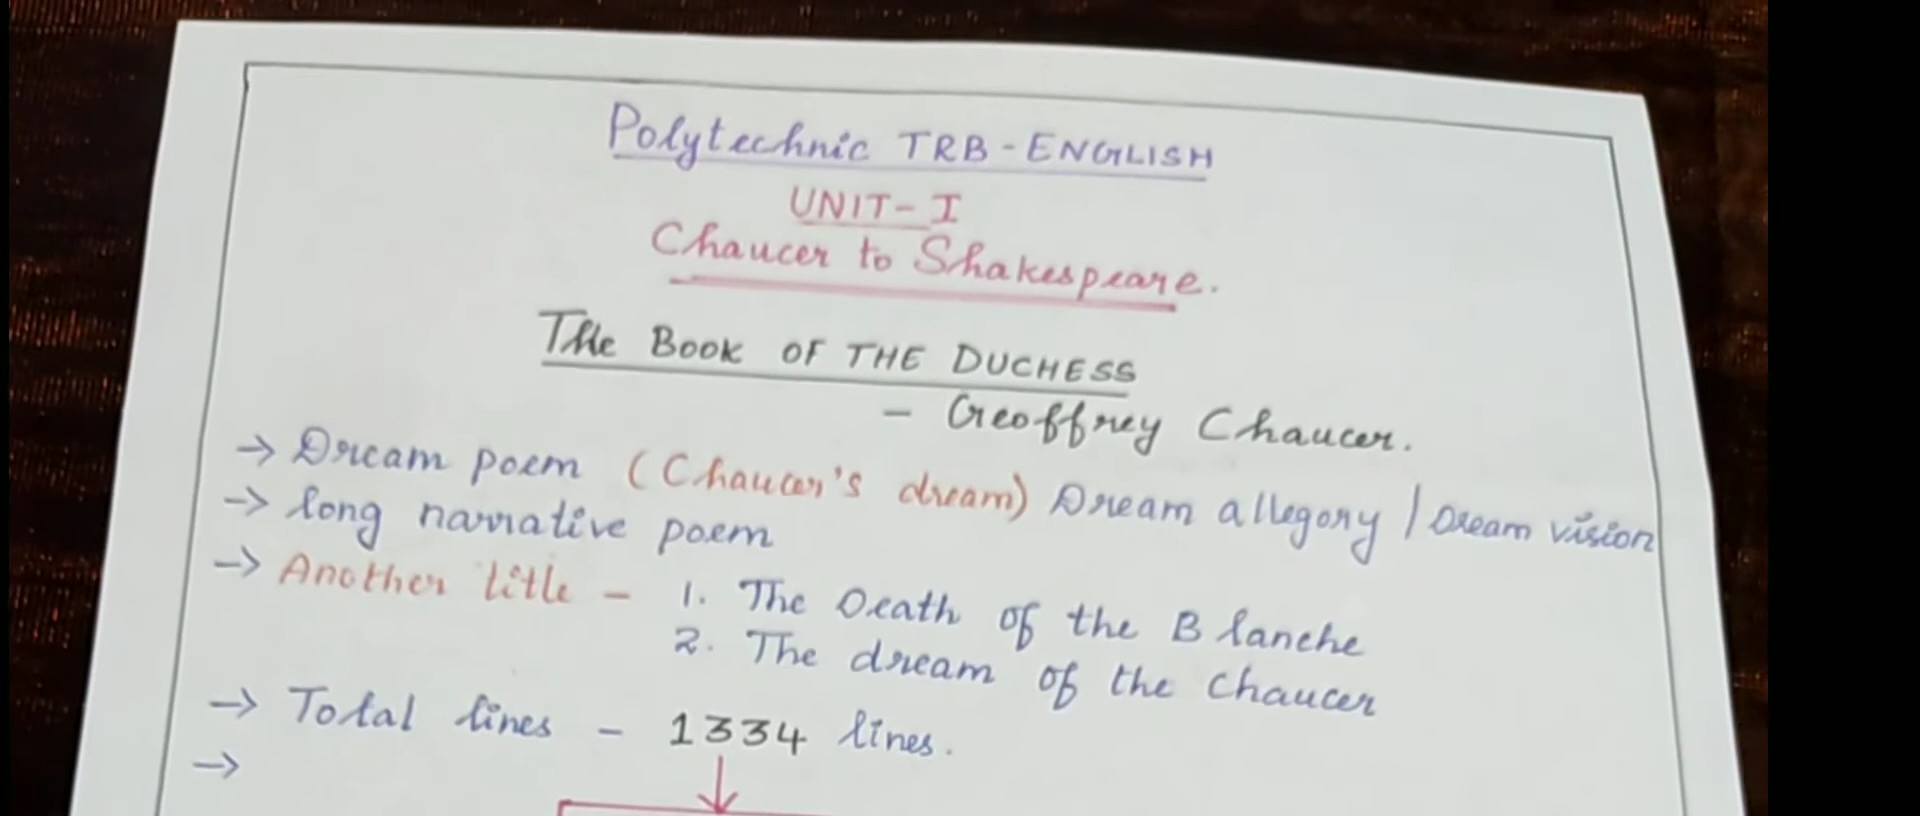 Polytechnic TRB-ENGLISH
UNIT-I
Chaucer to Shakespeare.
The BOOK OF THE DUCHESS
- Geoffrey Chaucer.
→ Dream poem (Chaucer's dream) Dream allegory / Dream vision
→ long narrative poem
→ Another title - 1. The Death of the Blanche
2. The dream of the Chaucer
→ Total lines - 1334 lines.
→